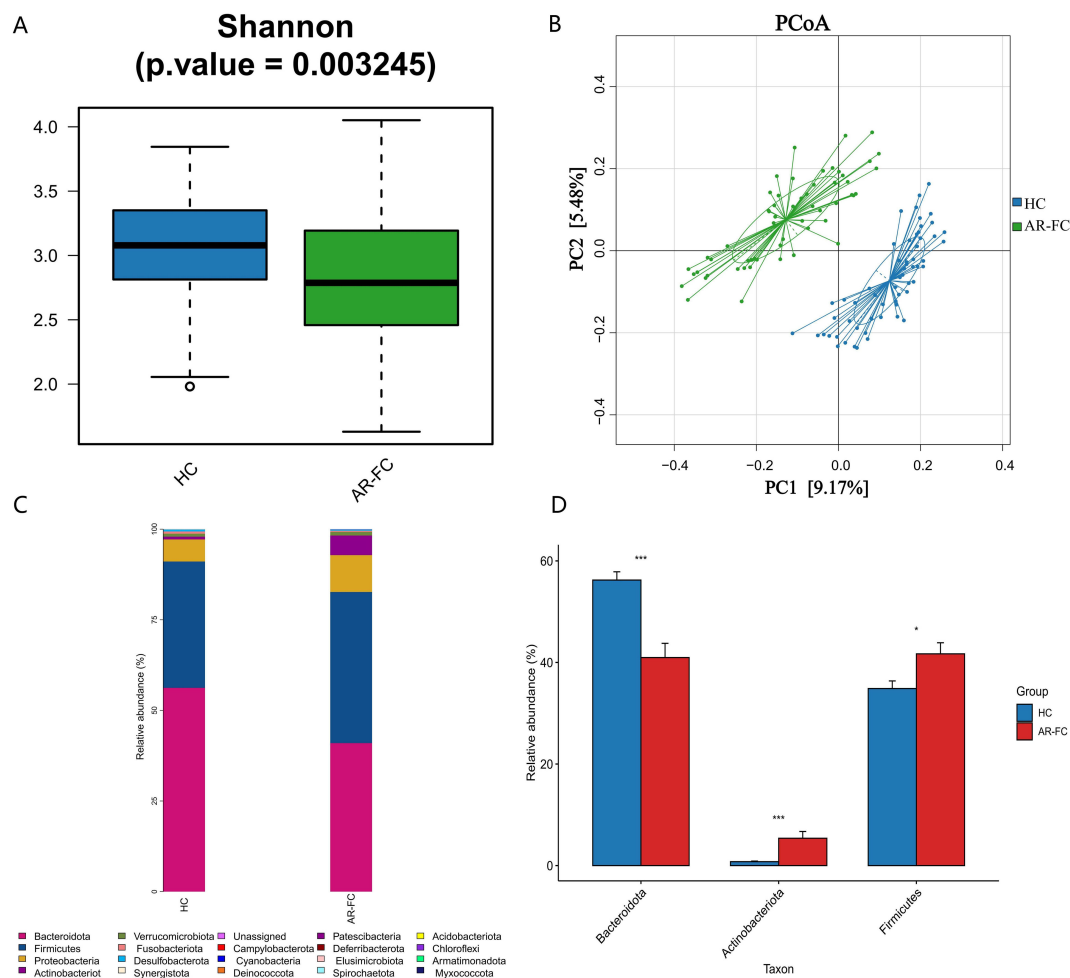 A
Shannon
(p.value = 0.003245)
4.0
3.5
3.0
2.5
2.0
HC
AR-FC
B
PCoA
PC2 [5.48%]
0.4
0.2
0.0
−0.2
−0.4
−0.4
−0.2
0.0
0.2
0.4
PC1 [9.17%]
HC
AR-FC
C
Relative abundance (%)
100
75
50
25
0
HC
AR-FC
Bacteroidota
Verrucomicrobiota
Unassigned
Patescibacteria
Acidobacteriota
Firmicutes
Fusobacteriota
Campylobacterota
Deferribacterota
Chloroflexi
Proteobacteria
Desulfobacterota
Cyanobacteria
Elusimicrobiota
Armatimonadota
Actinobacteriot
Synergistota
Deinococcota
Spirochaetota
Myxococcota
D
Relative abundance (%)
60
40
20
0
***
***
*
Bacteroidota
Actinobacteriota
Firmicutes
Taxon
Group
HC
AR-FC